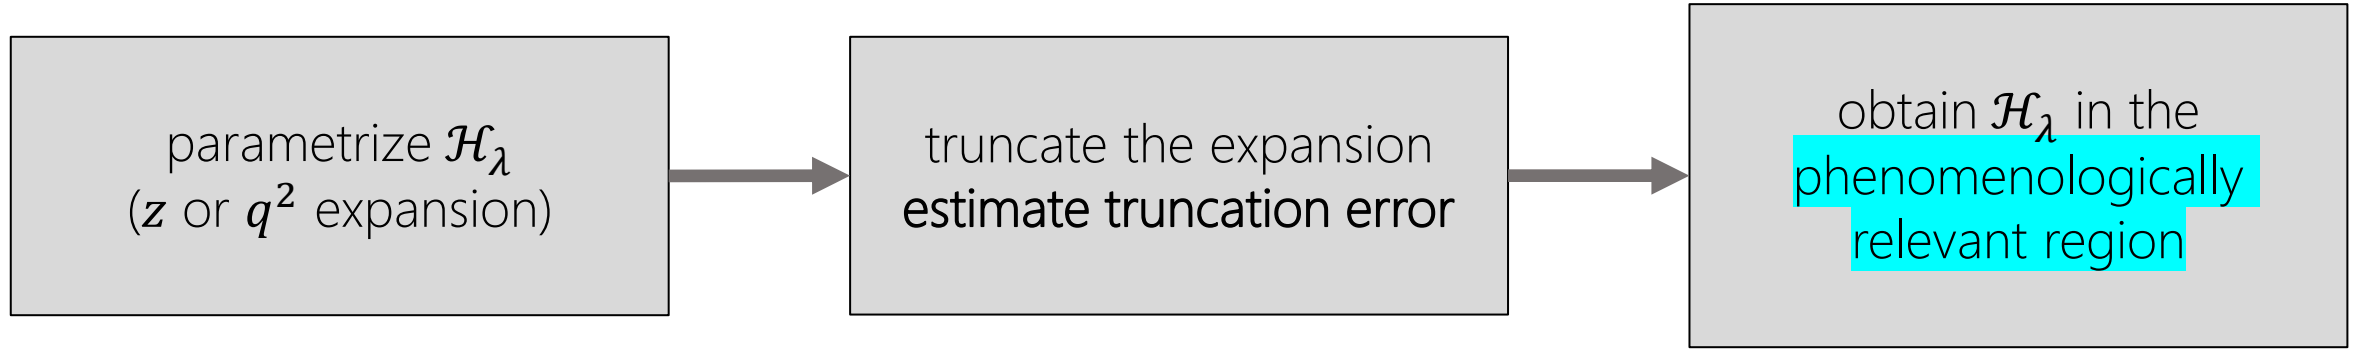 parametrize 𝓗_λ
(z or q² expansion)
truncate the expansion
estimate truncation error
obtain 𝓗_λ in the
phenomenologically
relevant region